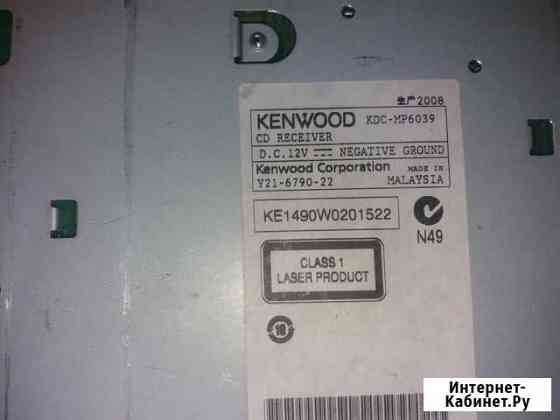 生产2008
KENWOOD KDC-MP6039
CD RECEIVER
D.C.12V NEGATIVE GROUND
Kenwood Corporation MADE IN
Y21-6790-22 MALAYSIA
KE1490W0201522
N49
CLASS 1
LASER PRODUCT
10
Интернет-
Кабинет.Ру